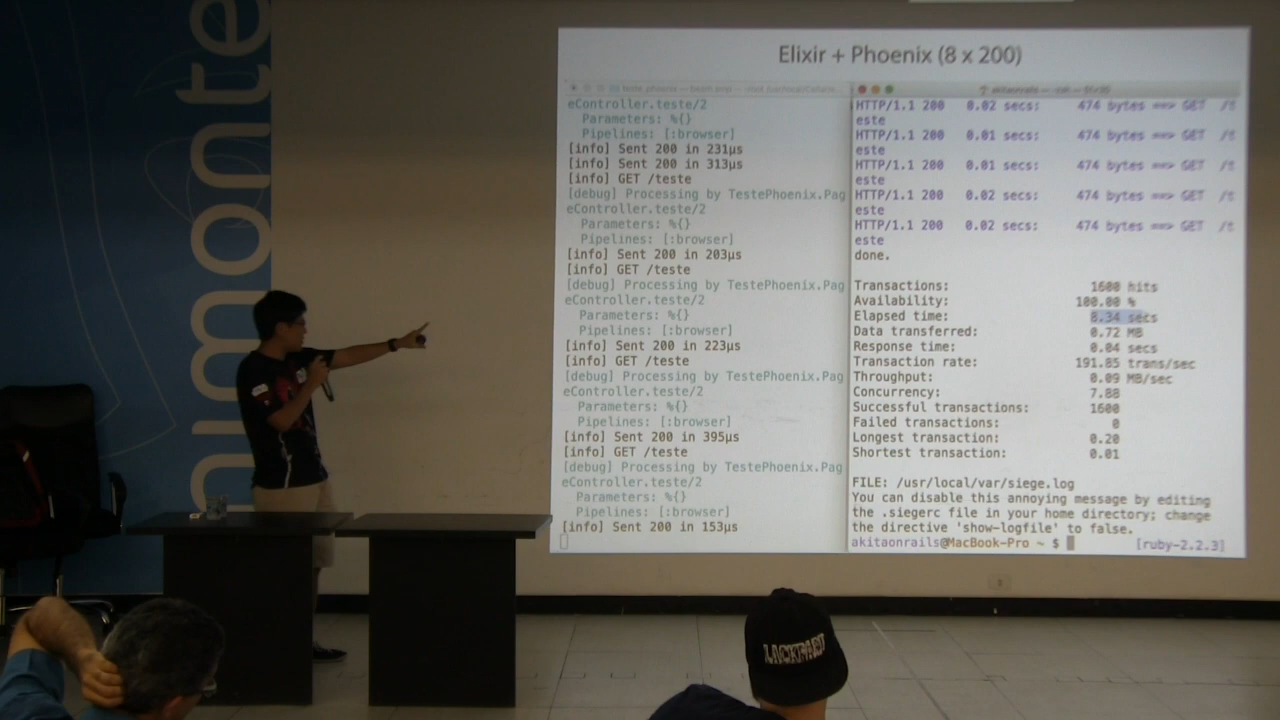 nimonte
Elixir + Phoenix (8 x 200)
eController.teste/2
Parameters: %{}
Pipelines: [:browser]
[info] Sent 200 in 231µs
[info] Sent 200 in 313µs
[info] GET /teste
[debug] Processing by TestePhoenix.Pag
eController.teste/2
Parameters: %{}
Pipelines: [:browser]
[info] Sent 200 in 203µs
[info] GET /teste
[debug] Processing by TestePhoenix.Pag
eController.teste/2
Parameters: %{}
Pipelines: [:browser]
[info] Sent 200 in 223µs
[info] GET /teste
[debug] Processing by TestePhoenix.Pag
eController.teste/2
Parameters: %{}
Pipelines: [:browser]
[info] Sent 200 in 395µs
[info] GET /teste
[debug] Processing by TestePhoenix.Pag
eController.teste/2
Parameters: %{}
Pipelines: [:browser]
[info] Sent 200 in 153µs
HTTP/1.1 200 0.02 secs: 474 bytes ==> GET /t
este
HTTP/1.1 200 0.01 secs: 474 bytes ==> GET /t
este
HTTP/1.1 200 0.01 secs: 474 bytes ==> GET /t
este
HTTP/1.1 200 0.02 secs: 474 bytes ==> GET /t
este
HTTP/1.1 200 0.02 secs: 474 bytes ==> GET /t
este
done.
Transactions: 1600 hits
Availability: 100.00 %
Elapsed time: 8.34 secs
Data transferred: 0.72 MB
Response time: 0.04 secs
Transaction rate: 191.85 trans/sec
Throughput: 0.09 MB/sec
Concurrency: 7.88
Successful transactions: 1600
Failed transactions: 0
Longest transaction: 0.20
Shortest transaction: 0.01
FILE: /usr/local/var/siege.log
You can disable this annoying message by editing
the .siegerc file in your home directory; change
the directive 'show-logfile' to false.
akitaonrails@MacBook-Pro ~ $ [ruby-2.2.3]